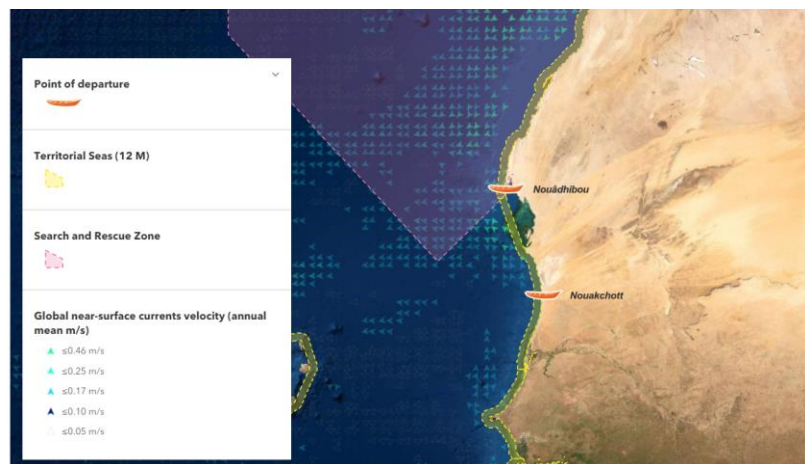 Point of departure
Territorial Seas (12 M)
Search and Rescue Zone
Global near-surface currents velocity (annual
mean m/s)
≤0.46 m/s
≤0.25 m/s
≤0.17 m/s
≤0.10 m/s
≤0.05 m/s
Nouâdhibou
Nouakchott